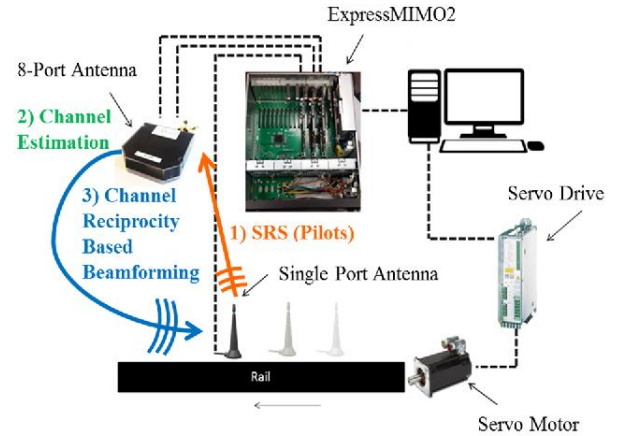 ExpressMIMO2
8-Port Antenna
2) Channel
Estimation
3) Channel
Reciprocity
Based
Beamforming
1) SRS (Pilots)
Single Port Antenna
Servo Drive
Rail
Servo Motor